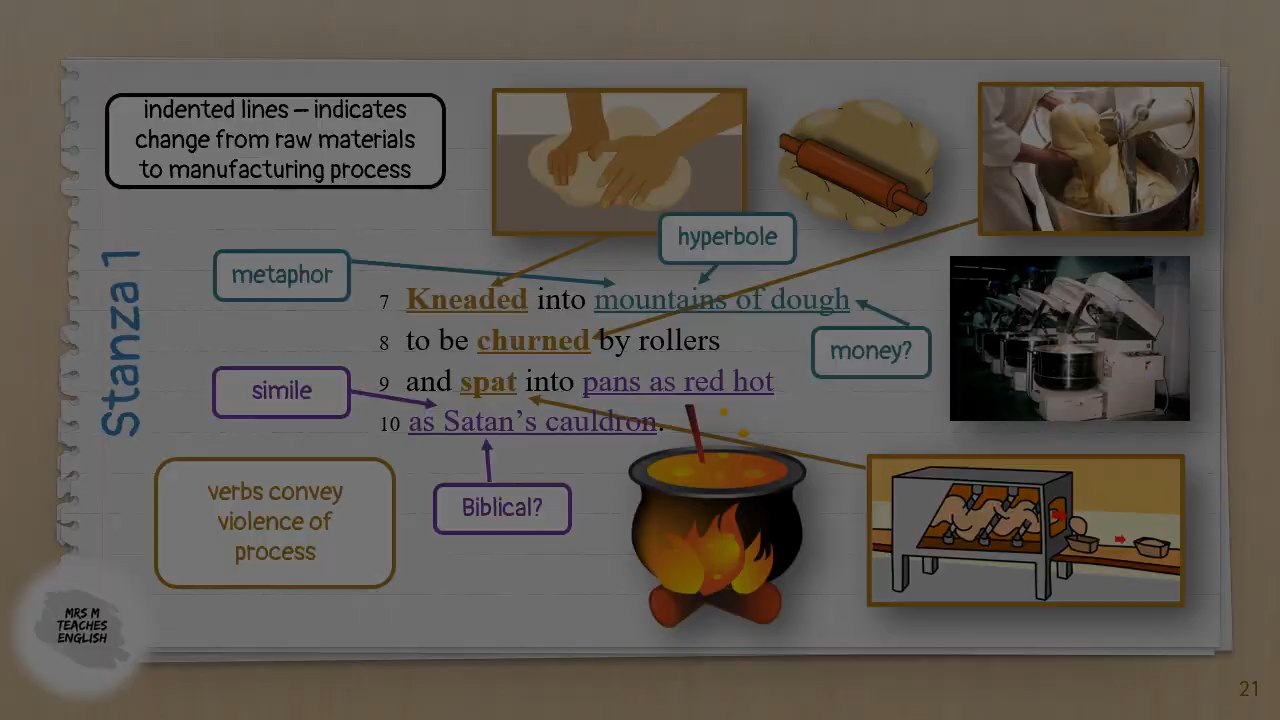 indented lines – indicates
change from raw materials
to manufacturing process
Stanza 1
metaphor
hyperbole
7 Kneaded into mountains of dough
8 to be churned by rollers
money?
simile
9 and spat into pans as red hot
10 as Satan’s cauldron.
verbs convey
violence of
process
Biblical?
MRS M
TEACHES
ENGLISH
21